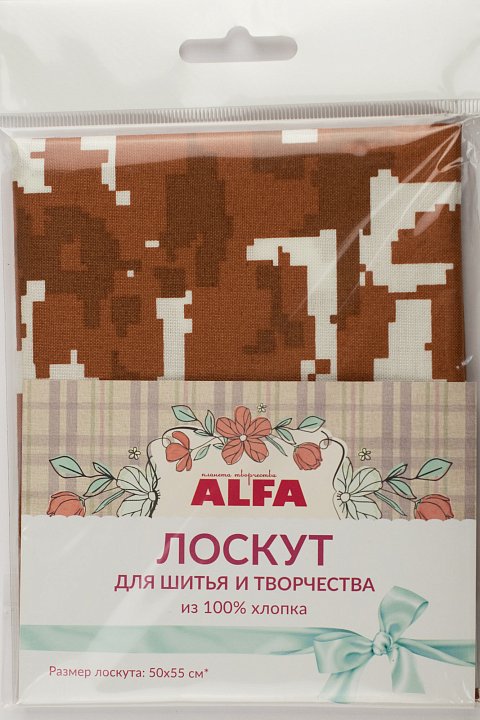 планета творчества
ALFA
ЛОСКУТ
ДЛЯ ШИТЬЯ И ТВОРЧЕСТВА
из 100% хлопка
Размер лоскута: 50х55 см*